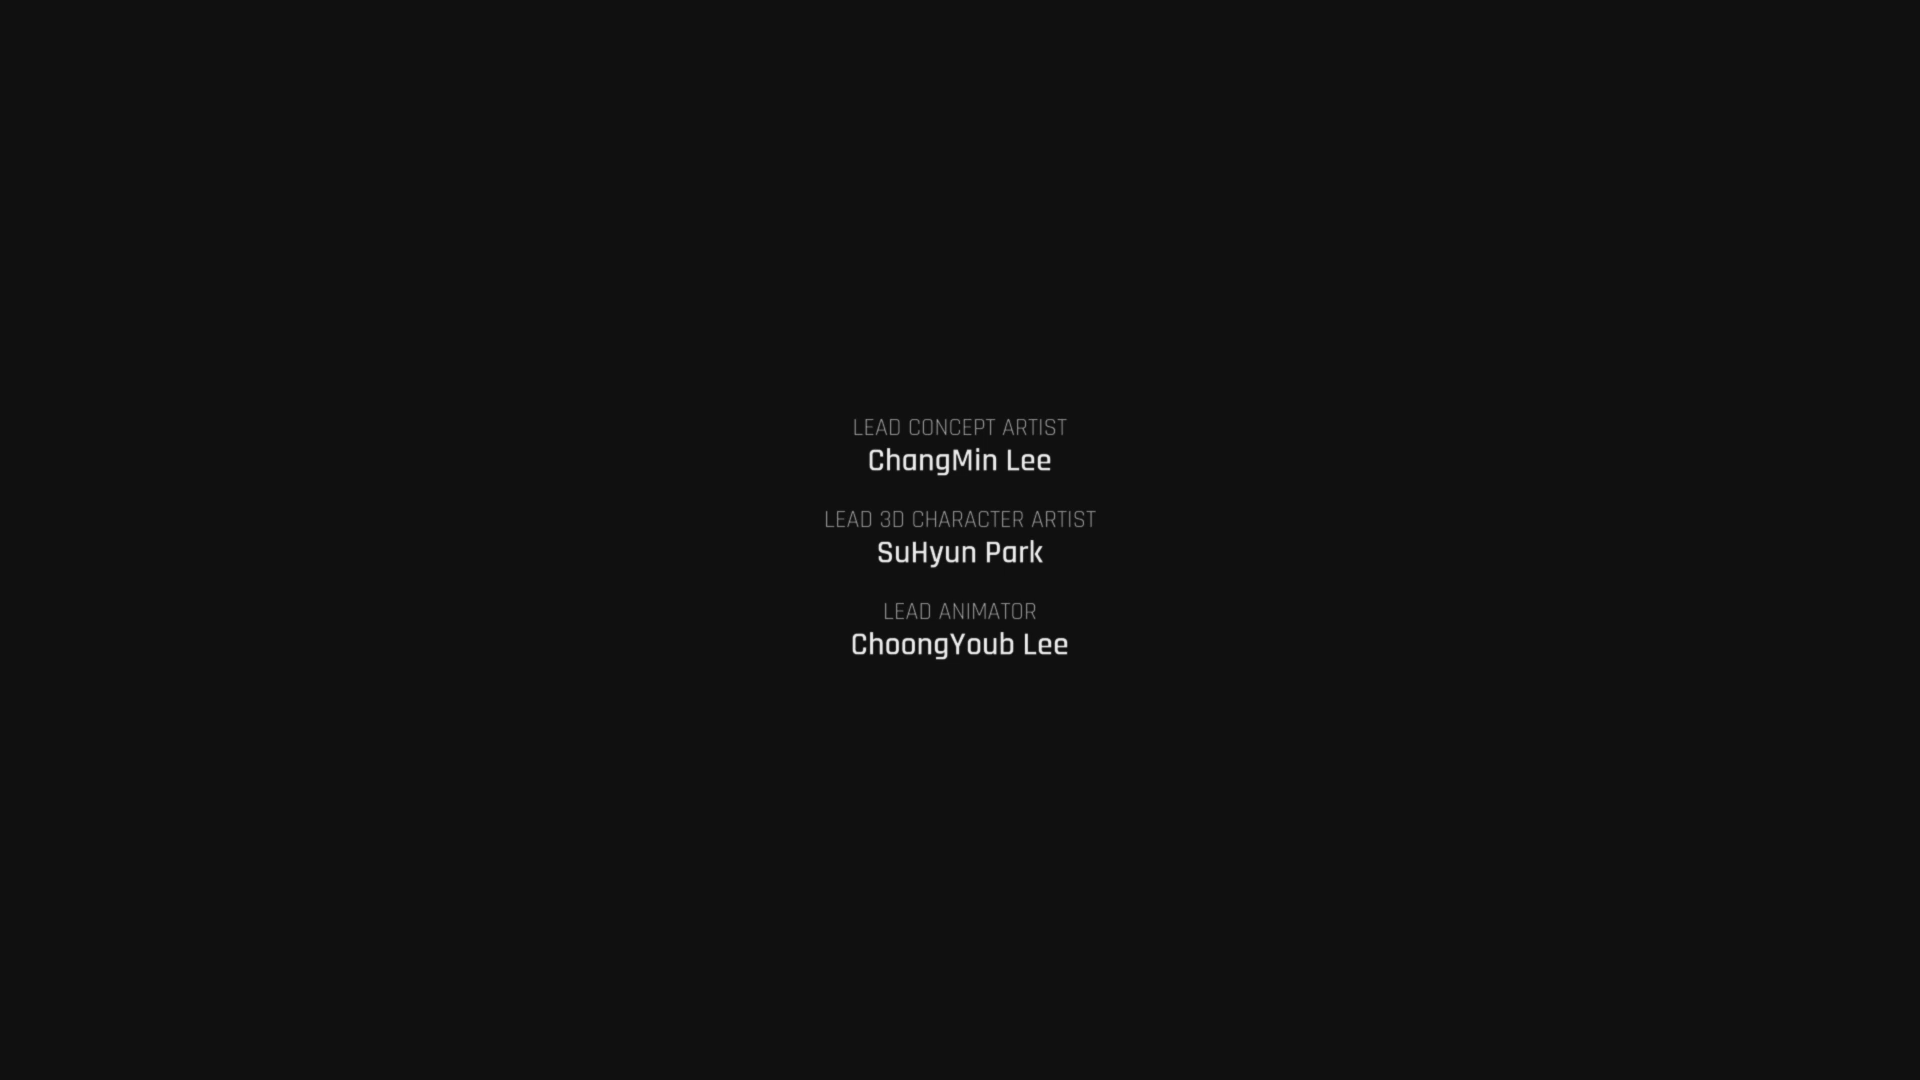 LEAD CONCEPT ARTIST
ChangMin Lee
LEAD 3D CHARACTER ARTIST
SuHyun Park
LEAD ANIMATOR
ChoongYoub Lee